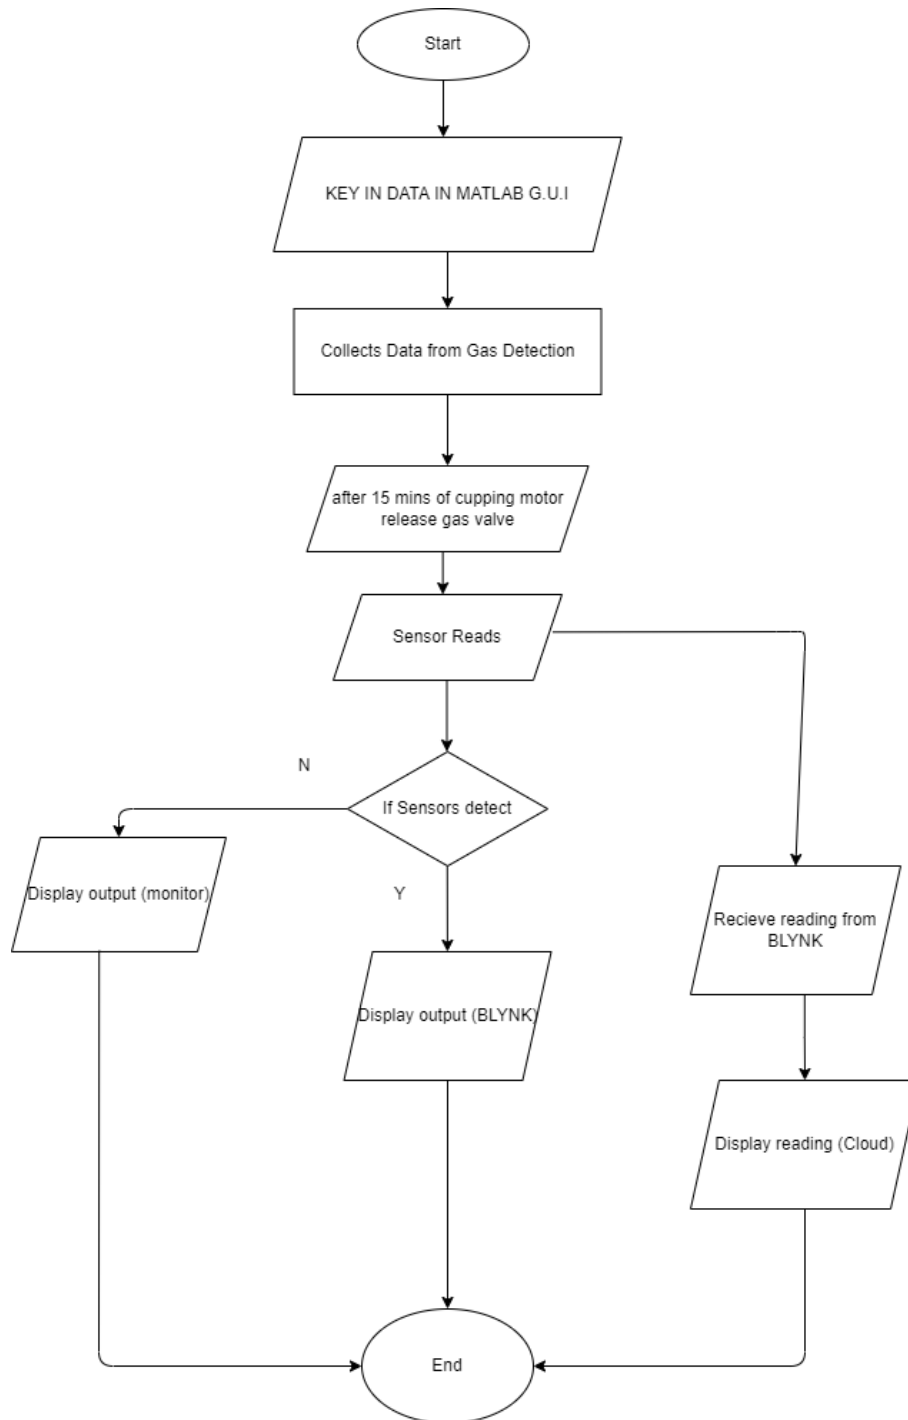 Start
KEY IN DATA IN MATLAB G.U.I
Collects Data from Gas Detection
after 15 mins of cupping motor
release gas valve
Sensor Reads
N
If Sensors detect
Display output (monitor)
Y
Recieve reading from
BLYNK
Display output (BLYNK)
Display reading (Cloud)
End